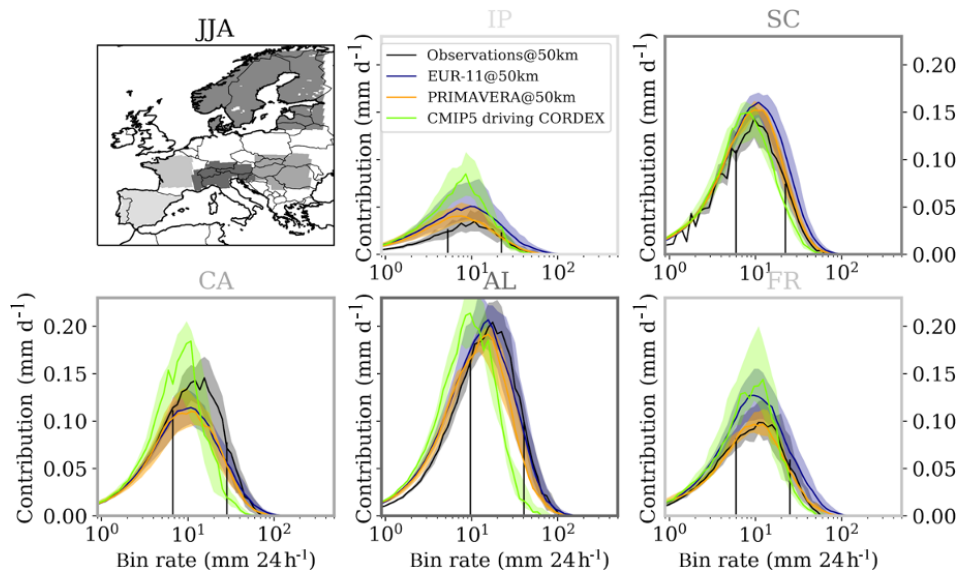 JJA
IP
SC
Contribution (mm d⁻¹)
Observations@50km
EUR-11@50km
PRIMAVERA@50km
CMIP5 driving CORDEX
10⁰ 10¹ 10²
Contribution (mm d⁻¹)
0.20
0.15
0.10
0.05
0.00
10⁰ 10¹ 10²
CA
AL
FR
Contribution (mm d⁻¹)
0.20
0.15
0.10
0.05
0.00
10⁰ 10¹ 10²
Bin rate (mm 24h⁻¹)
Contribution (mm d⁻¹)
10⁰ 10¹ 10²
Bin rate (mm 24h⁻¹)
Contribution (mm d⁻¹)
0.20
0.15
0.10
0.05
0.00
10⁰ 10¹ 10²
Bin rate (mm 24h⁻¹)